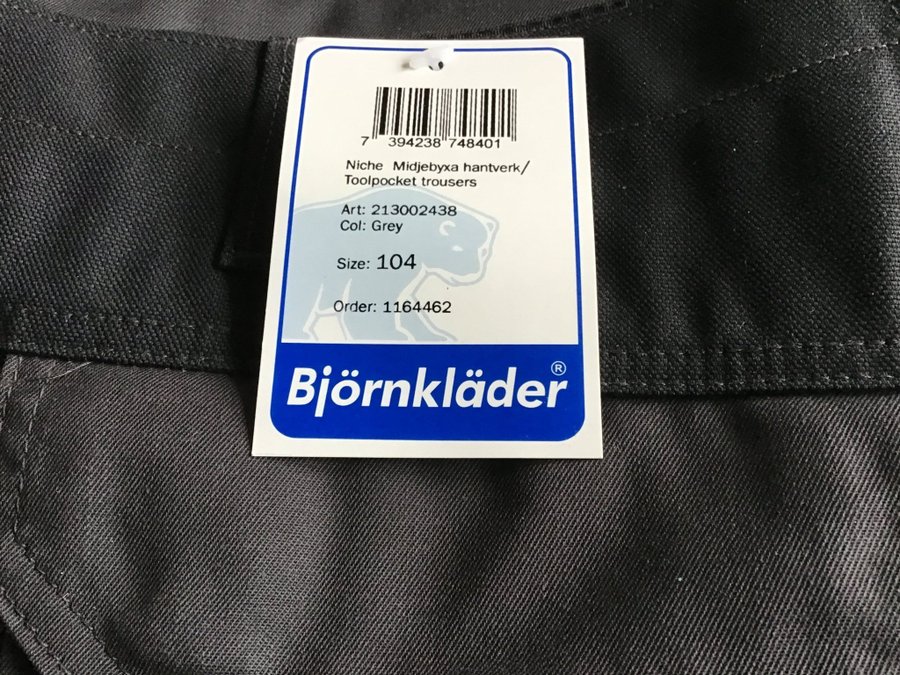 7 394238 748401
Niche Midjebyxa hantverk/
Toolpocket trousers
Art: 213002438
Col: Grey
Size: 104
Order: 1164462
Björnkläder®